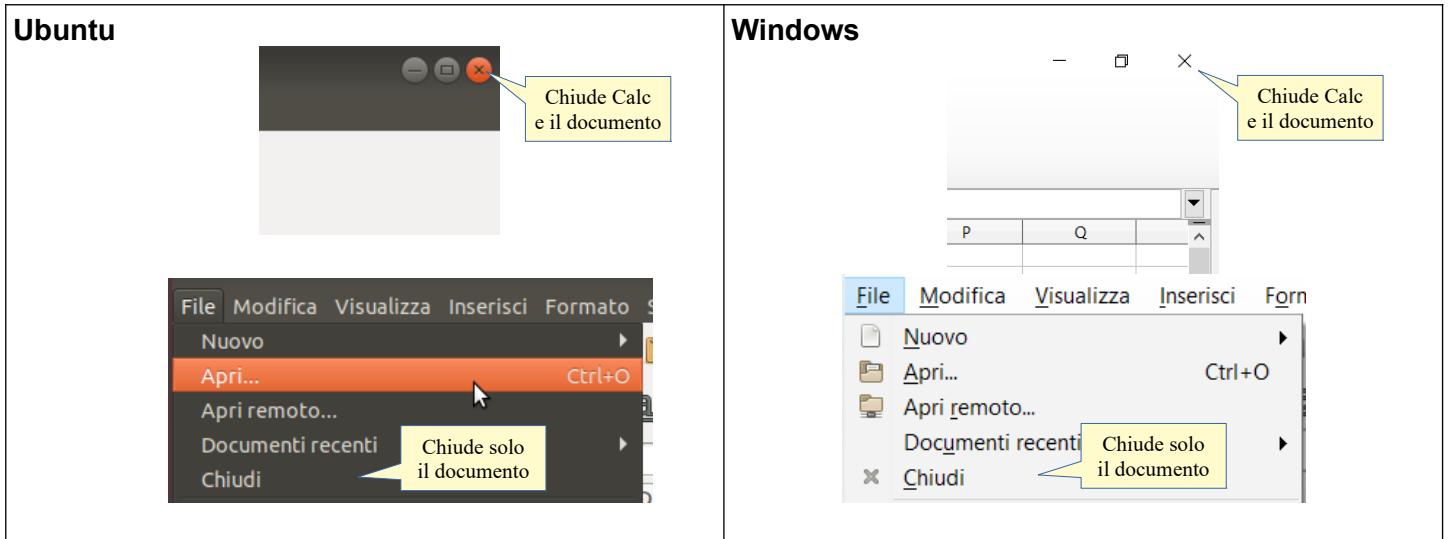 Ubuntu
Chiude Calc
e il documento
File Modifica Visualizza Inserisci Formato
Nuovo
Apri... Ctrl+O
Apri remoto...
Documenti recenti
Chiudi
Chiude solo
il documento
Windows
Chiude Calc
e il documento
P Q
File Modifica Visualizza Inserisci Form
Nuovo
Apri... Ctrl+O
Apri remoto...
Documenti recenti
Chiudi
Chiude solo
il documento